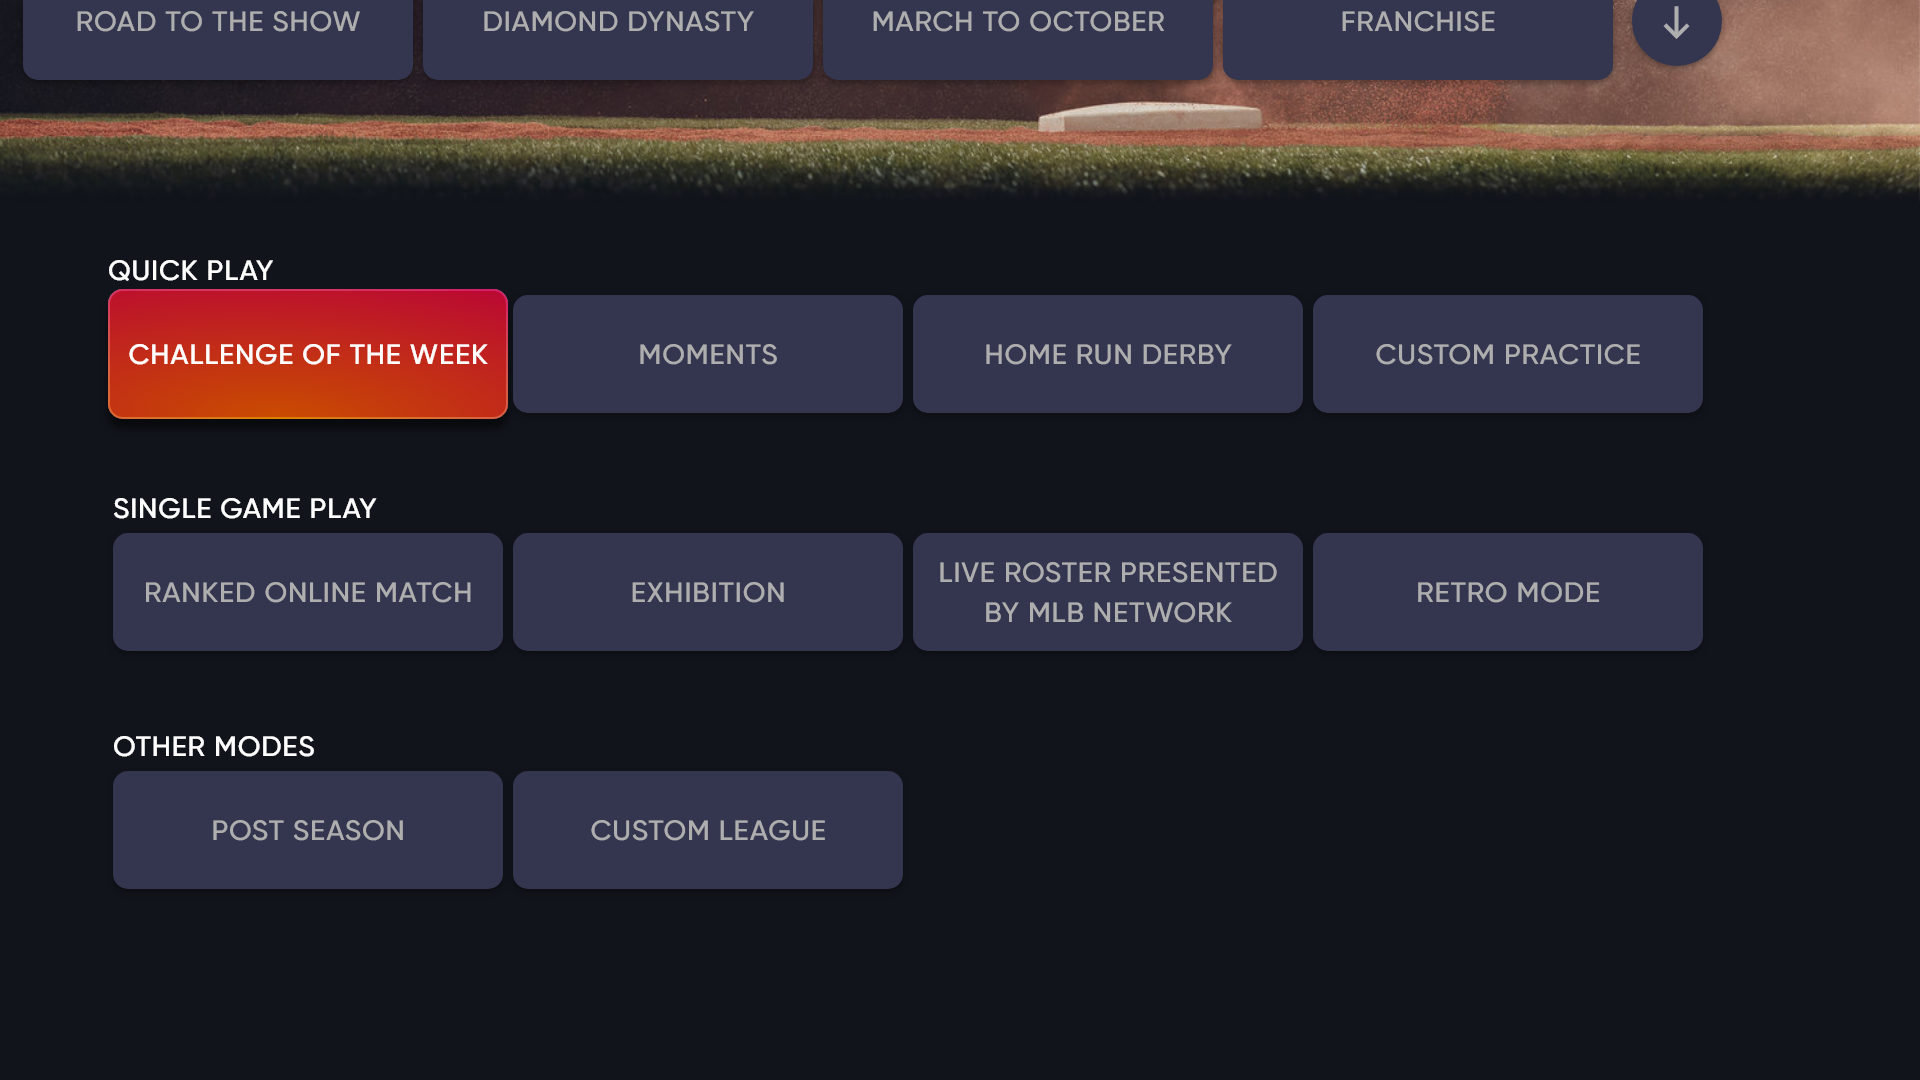 ROAD TO THE SHOW
DIAMOND DYNASTY
MARCH TO OCTOBER
FRANCHISE
QUICK PLAY
CHALLENGE OF THE WEEK
MOMENTS
HOME RUN DERBY
CUSTOM PRACTICE
SINGLE GAME PLAY
RANKED ONLINE MATCH
EXHIBITION
LIVE ROSTER PRESENTED
BY MLB NETWORK
RETRO MODE
OTHER MODES
POST SEASON
CUSTOM LEAGUE